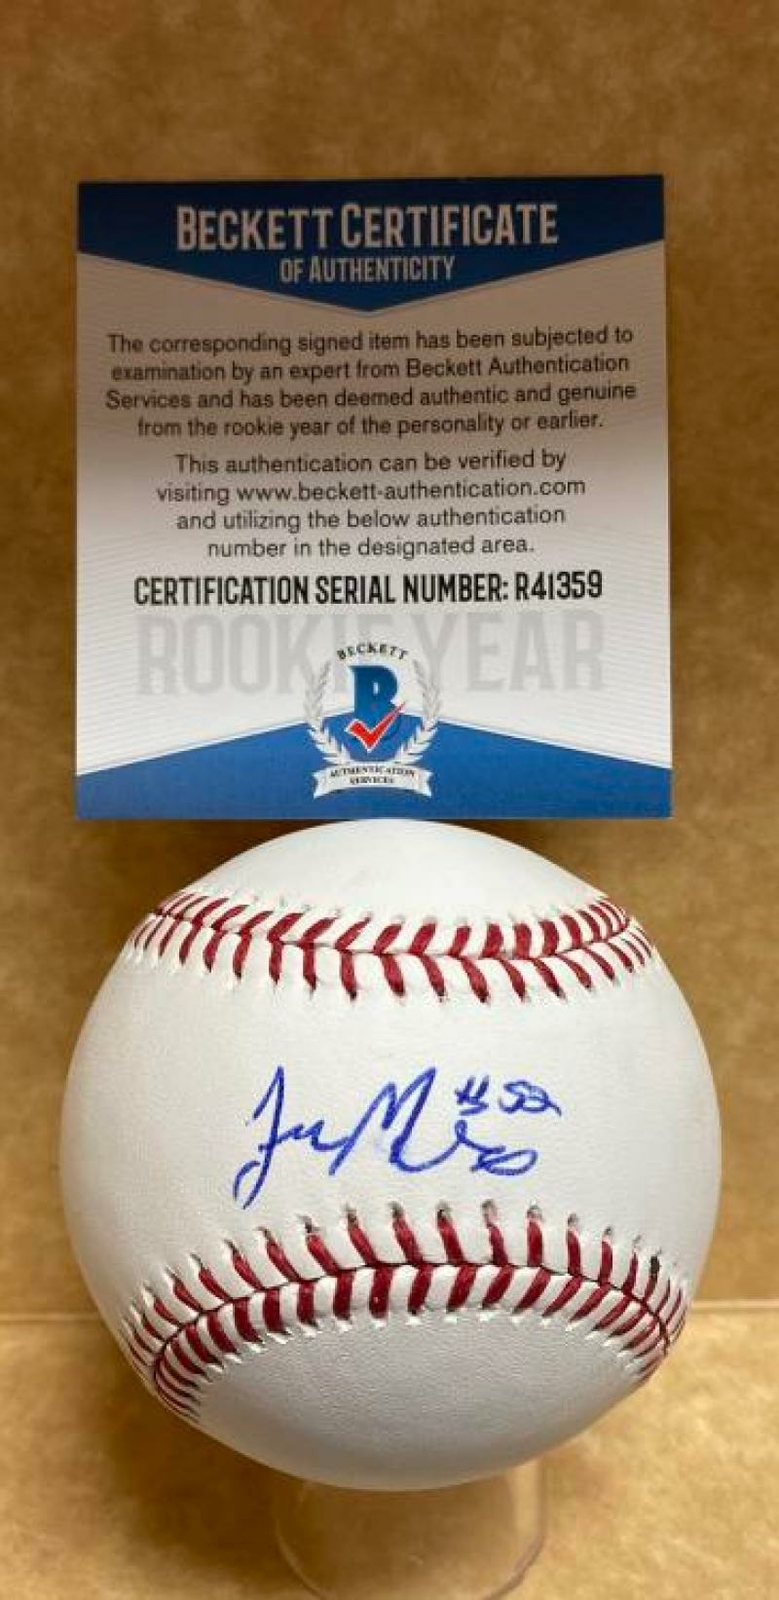 BECKETT CERTIFICATE
OF AUTHENTICITY
The corresponding signed item has been subjected to
examination by an expert from Beckett Authentication
Services and has been deemed authentic and genuine
from the rookie year of the personality or earlier.
This authentication can be verified by
visiting www.beckett-authentication.com
and utilizing the below authentication
number in the designated area.
CERTIFICATION SERIAL NUMBER: R41359
ROOKIE YEAR
BECKETT
B
AUTHENTICATION
SERVICES
#52